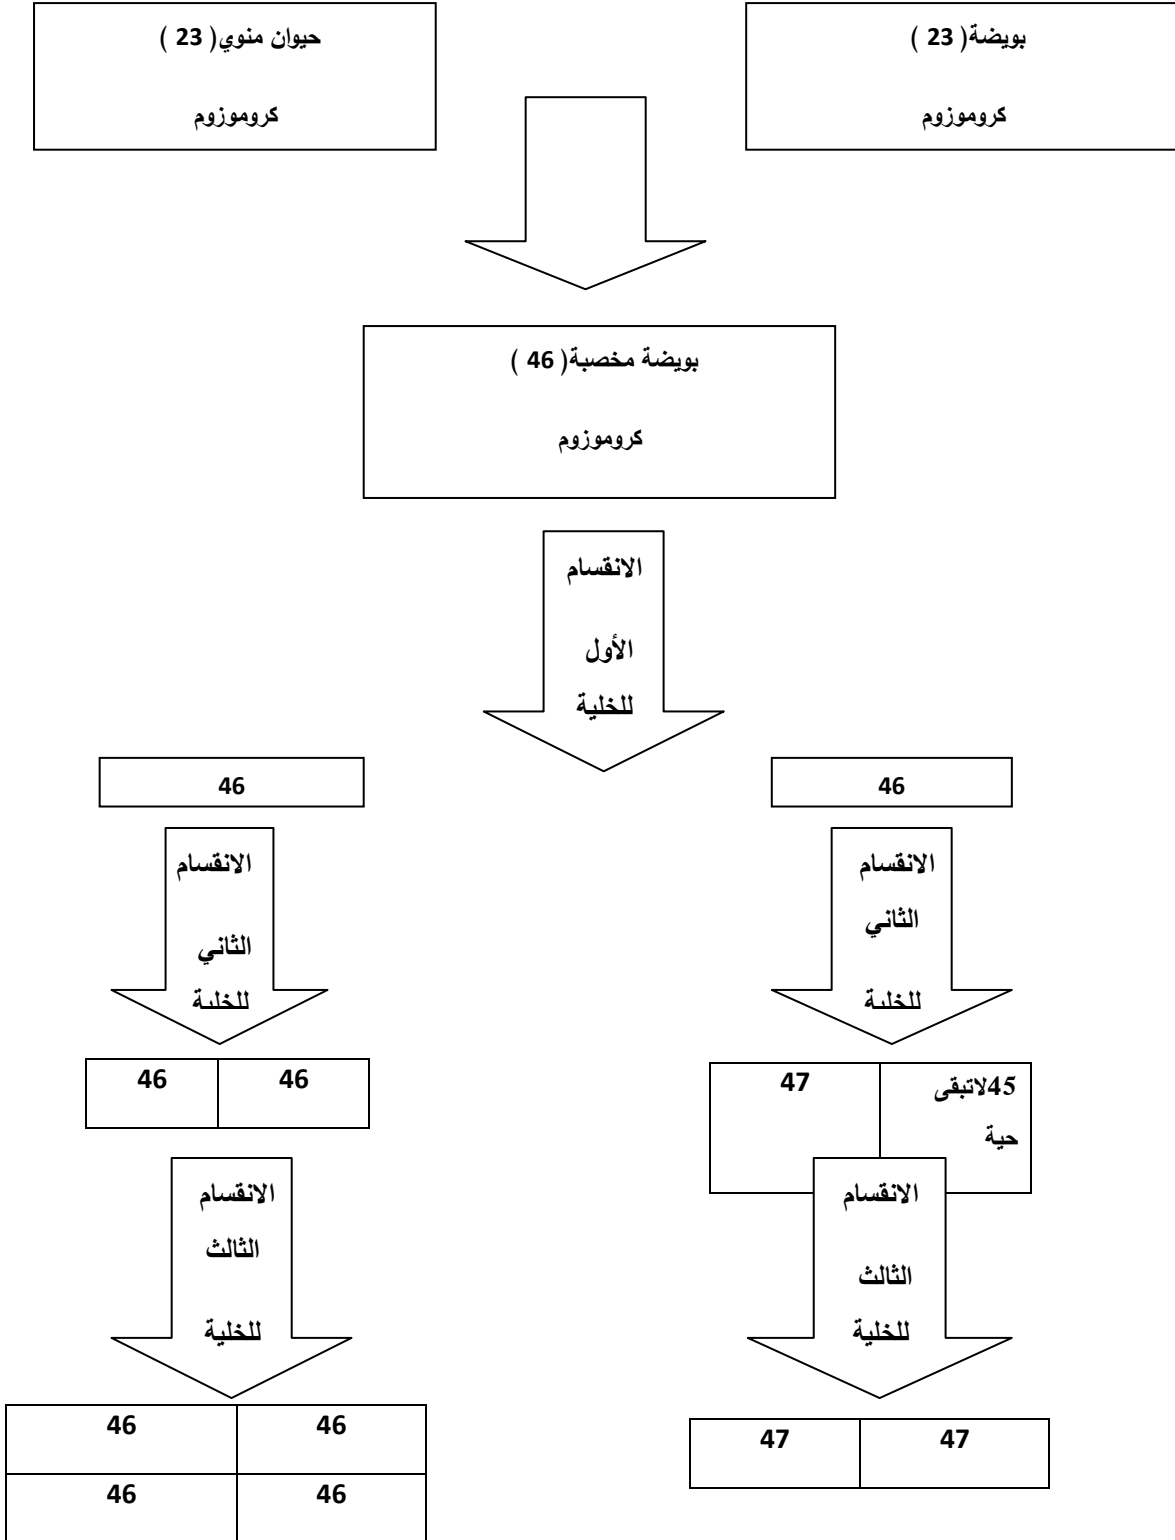 بويضة( 23 )
كروموزوم
حيوان منوي( 23 )
كروموزوم
بويضة مخصبة( 46 )
كروموزوم
الانقسام
الأول
للخلية
46
46
الانقسام
الثاني
للخلية
الانقسام
الثاني
للخلية
45لاتبقى
حية
47
46
46
الانقسام
الثالث
للخلية
الانقسام
الثالث
للخلية
47
47
46
46
46
46